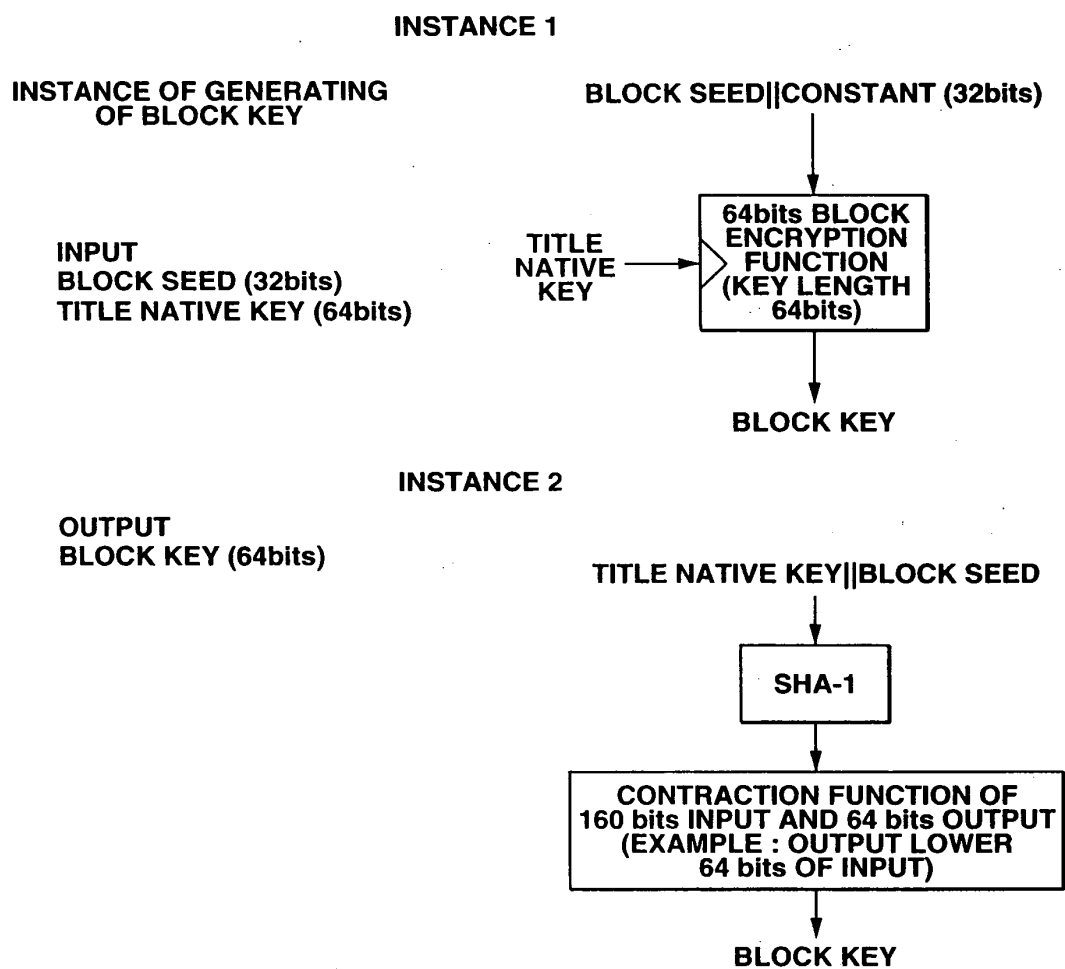 INSTANCE 1
INSTANCE OF GENERATING
OF BLOCK KEY
BLOCK SEED||CONSTANT (32bits)
INPUT
BLOCK SEED (32bits)
TITLE NATIVE KEY (64bits)
TITLE
NATIVE
KEY
64bits BLOCK
ENCRYPTION
FUNCTION
(KEY LENGTH
64bits)
BLOCK KEY
INSTANCE 2
OUTPUT
BLOCK KEY (64bits)
TITLE NATIVE KEY||BLOCK SEED
SHA-1
CONTRACTION FUNCTION OF
160 bits INPUT AND 64 bits OUTPUT
(EXAMPLE : OUTPUT LOWER
64 bits OF INPUT)
BLOCK KEY